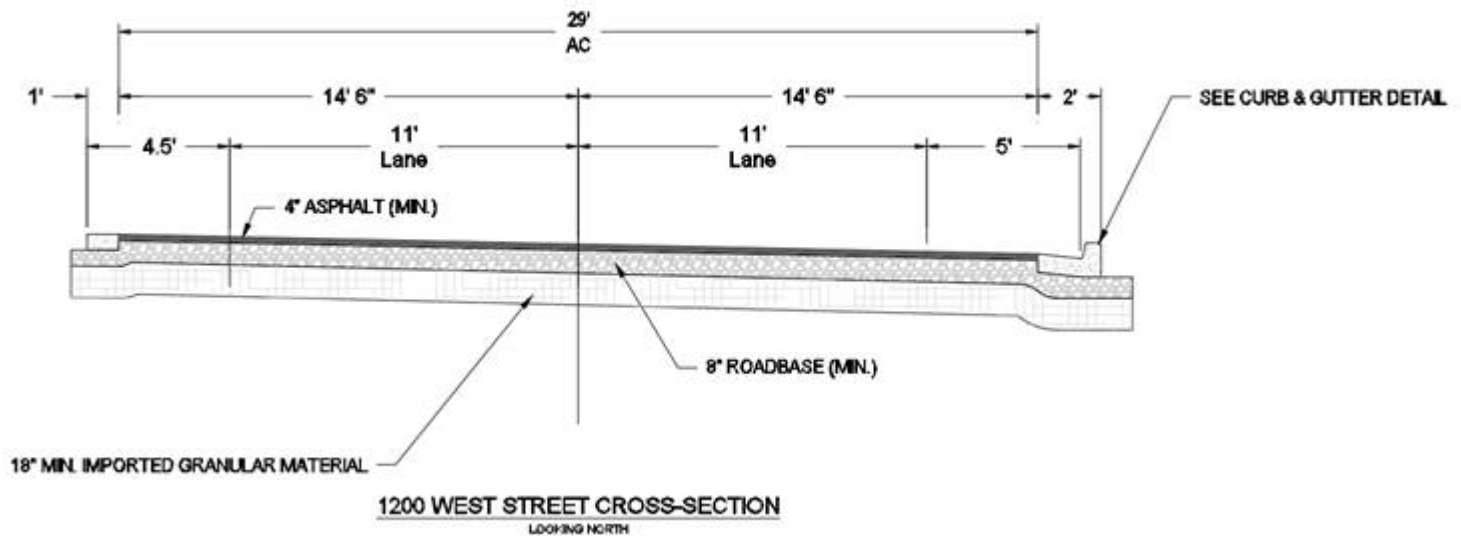 29'
AC
1'
14' 6"
14' 6"
2'
SEE CURB & GUTTER DETAIL
4.5'
11'
Lane
11'
Lane
5'
4" ASPHALT (MIN.)
8" ROADBASE (MIN.)
18" MIN. IMPORTED GRANULAR MATERIAL
1200 WEST STREET CROSS-SECTION
LOOKING NORTH